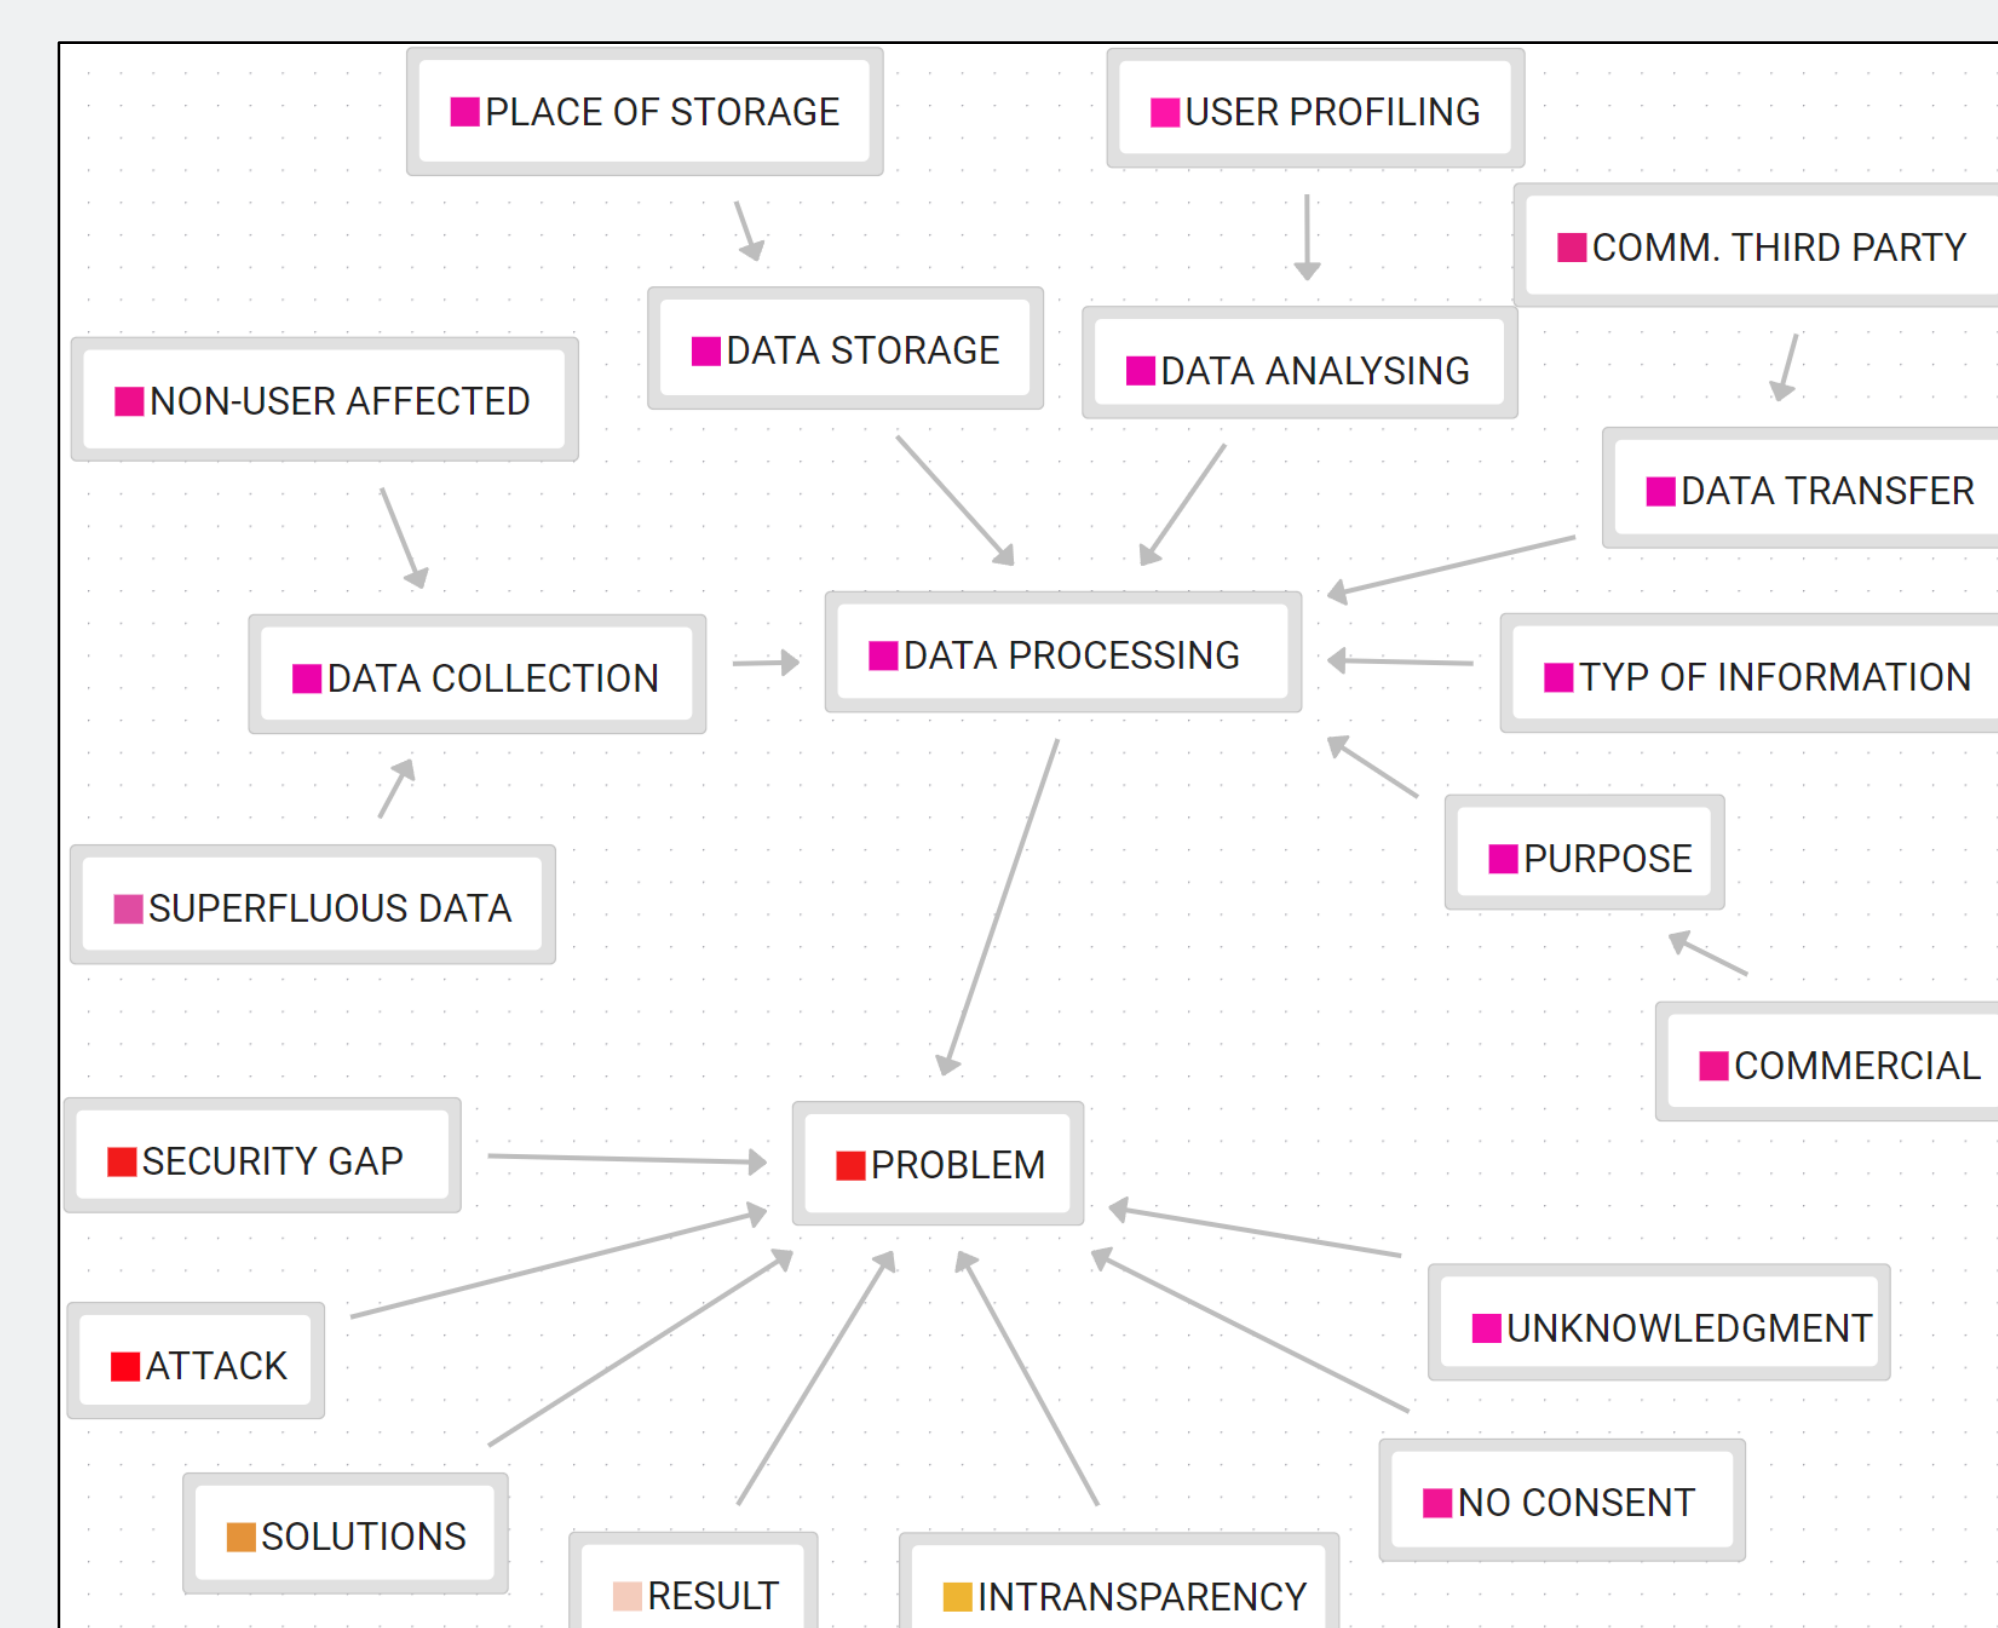 PLACE OF STORAGE
USER PROFILING
COMM. THIRD PARTY
DATA STORAGE
DATA ANALYSING
NON-USER AFFECTED
DATA TRANSFER
DATA COLLECTION
DATA PROCESSING
TYP OF INFORMATION
PURPOSE
SUPERFLUOUS DATA
COMMERCIAL
SECURITY GAP
PROBLEM
UNKNOWLEDGMENT
ATTACK
NO CONSENT
SOLUTIONS
RESULT
INTRANSPARENCY